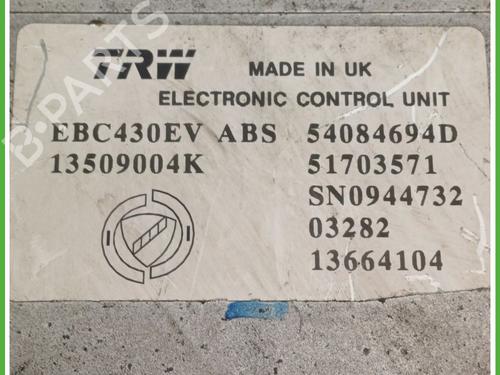 TRW MADE IN UK
ELECTRONIC CONTROL UNIT
EBC430EV ABS 54084694D
13509004K 51703571
SN0944732
03282
13664104
B-PARTS